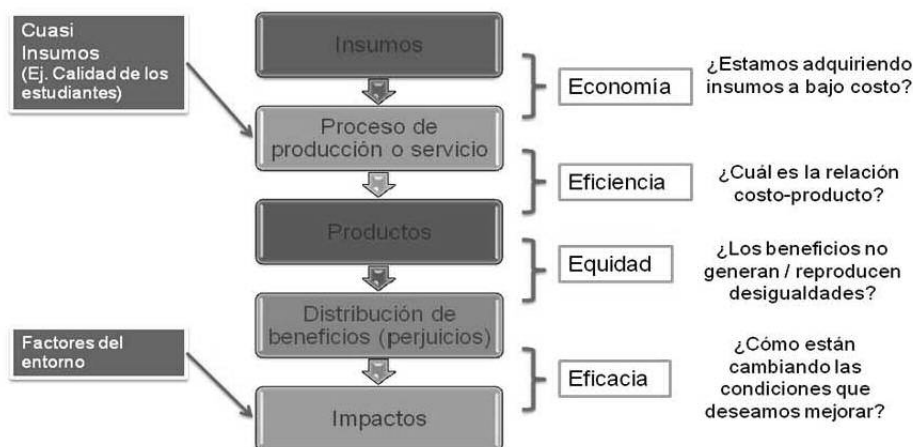 Cuasi
Insumos
(Ej. Calidad de los
estudiantes)
Insumos
Economía
¿Estamos adquiriendo
insumos a bajo costo?
Proceso de
producción o servicio
Eficiencia
¿Cuál es la relación
costo-producto?
Productos
Equidad
¿Los beneficios no
generan / reproducen
desigualdades?
Distribución de
beneficios (perjuicios)
Factores del
entorno
Eficacia
¿Cómo están
cambiando las
condiciones que
deseamos mejorar?
Impactos